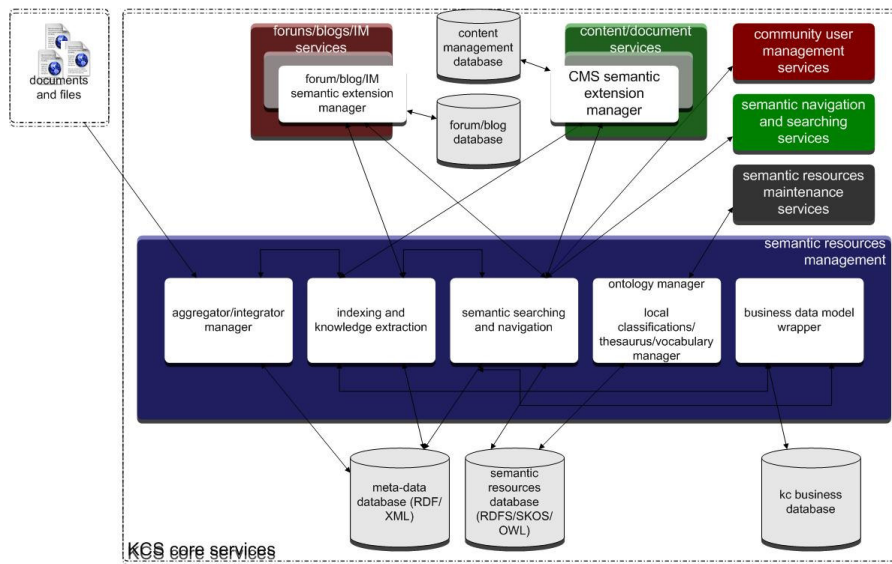 documents
and files
foruns/blogs/IM
services
forum/blog/IM
semantic extension
manager
content
management
database
forum/blog
database
content/document
services
CMS semantic
extension
manager
community user
management
services
semantic navigation
and searching
services
semantic resources
maintenance
services
semantic resources
management
aggregator/integrator
manager
indexing and
knowledge extraction
semantic searching
and navigation
ontology manager
local
classifications/
thesaurus/vocabulary
manager
business data model
wrapper
meta-data
database (RDF/
XML)
semantic
resources
database
(RDFS/SKOS/
OWL)
kc business
database
KCS core services